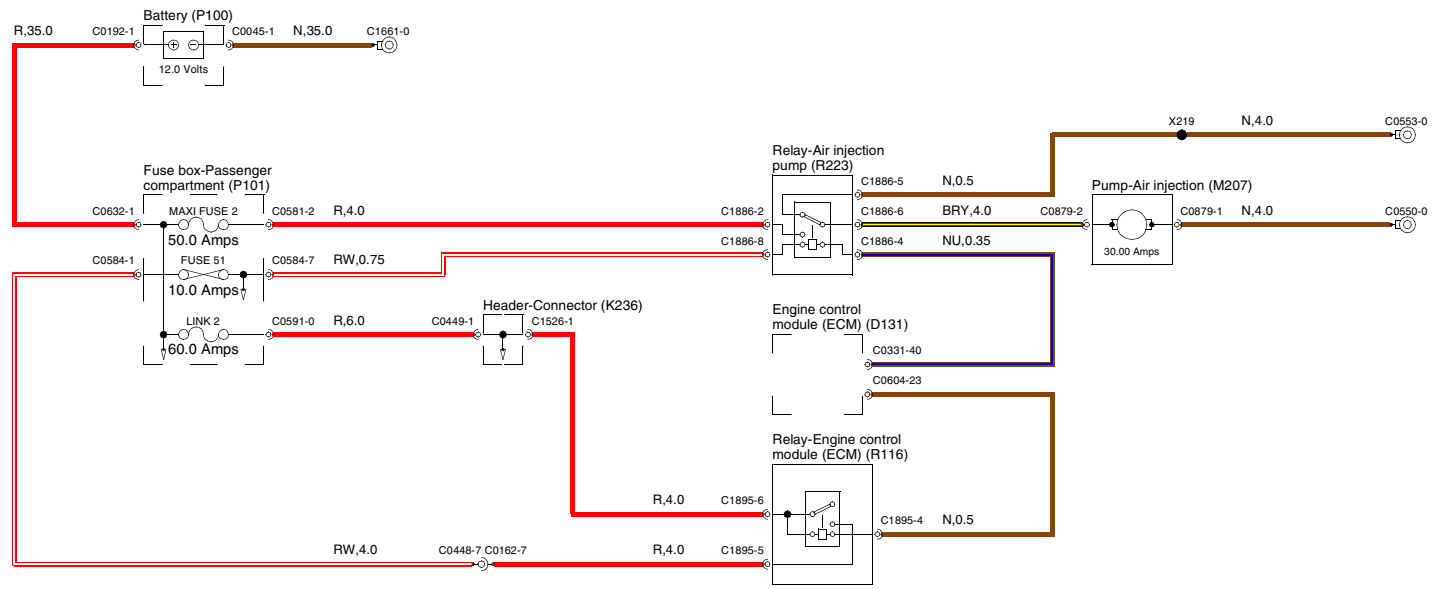 Battery (P100)
R,35.0
C0192-1
C0045-1
N,35.0
C1661-0
12.0 Volts
Fuse box-Passenger
compartment (P101)
C0632-1
MAXI FUSE 2
50.0 Amps
C0581-2
R,4.0
C0584-1
FUSE 51
10.0 Amps
C0584-7
RW,0.75
LINK 2
60.0 Amps
C0591-0
R,6.0
C0449-1
Header-Connector (K236)
C1526-1
Relay-Air injection
pump (R223)
C1886-2
C1886-8
C1886-5
N,0.5
C1886-6
BRY,4.0
C1886-4
NU,0.35
X219
N,4.0
C0553-0
Pump-Air injection (M207)
C0879-2
30.00 Amps
C0879-1
N,4.0
C0550-0
Engine control
module (ECM) (D131)
C0331-40
C0604-23
Relay-Engine control
module (ECM) (R116)
R,4.0
C1895-6
C1895-4
N,0.5
RW,4.0
C0448-7
C0162-7
R,4.0
C1895-5